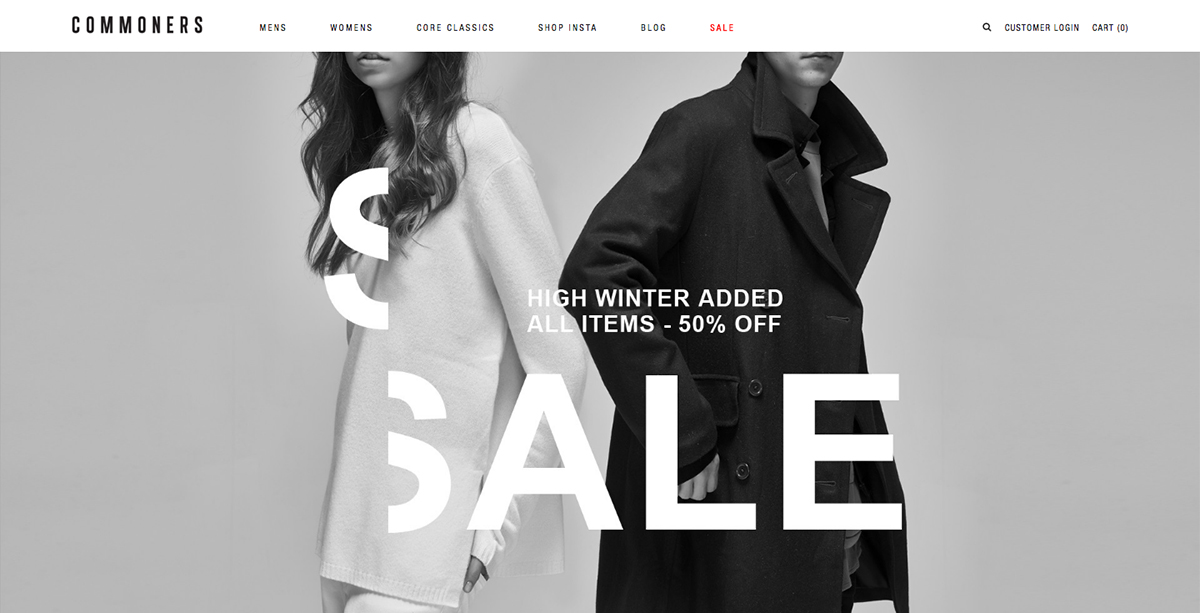 COMMONERS MENS WOMENS CORE CLASSICS SHOP INSTA BLOG SALE CUSTOMER LOGIN CART (0)
HIGH WINTER ADDED
ALL ITEMS - 50% OFF
SALE